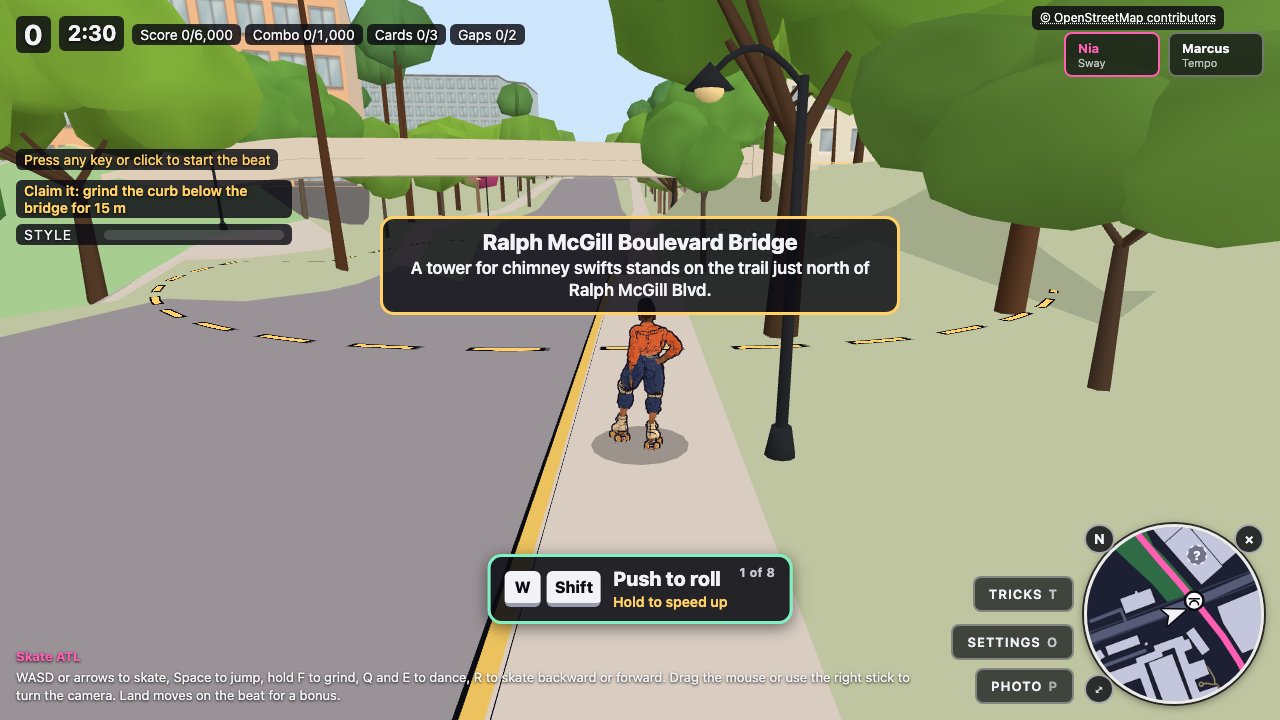 0
2:30
Score 0/6,000
Combo 0/1,000
Cards 0/3
Gaps 0/2
© OpenStreetMap contributors
Nia
Sway
Marcus
Tempo
Press any key or click to start the beat
Claim it: grind the curb below the
bridge for 15 m
STYLE
Ralph McGill Boulevard Bridge
A tower for chimney swifts stands on the trail just north of
Ralph McGill Blvd.
W
Shift
Push to roll
1 of 8
Hold to speed up
N
×
?
TRICKS T
SETTINGS O
PHOTO P
Skate ATL
WASD or arrows to skate, Space to jump, hold F to grind, Q and E to dance, R to skate backward or forward. Drag the mouse or use the right stick to
turn the camera. Land moves on the beat for a bonus.